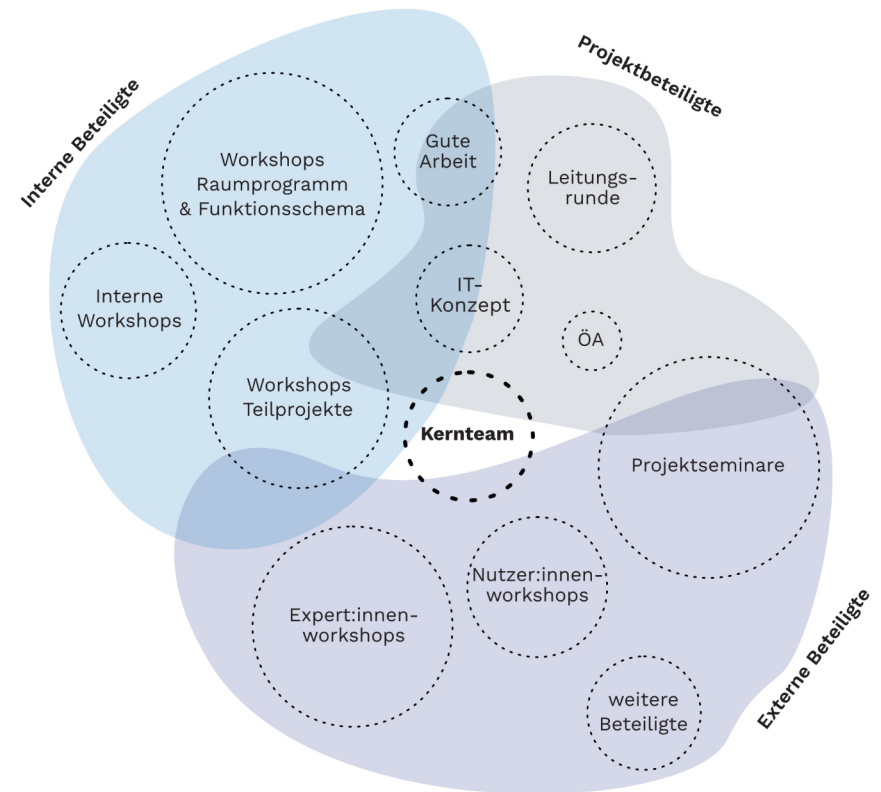 Interne Beteiligte
Projektbeteiligte
Workshops
Raumprogramm
& Funktionsschema
Gute
Arbeit
Leitungs-
runde
Interne
Workshops
IT-
Konzept
ÖA
Workshops
Teilprojekte
Kernteam
Projektseminare
Expert:innen-
workshops
Nutzer:innen-
workshops
weitere
Beteiligte
Externe Beteiligte